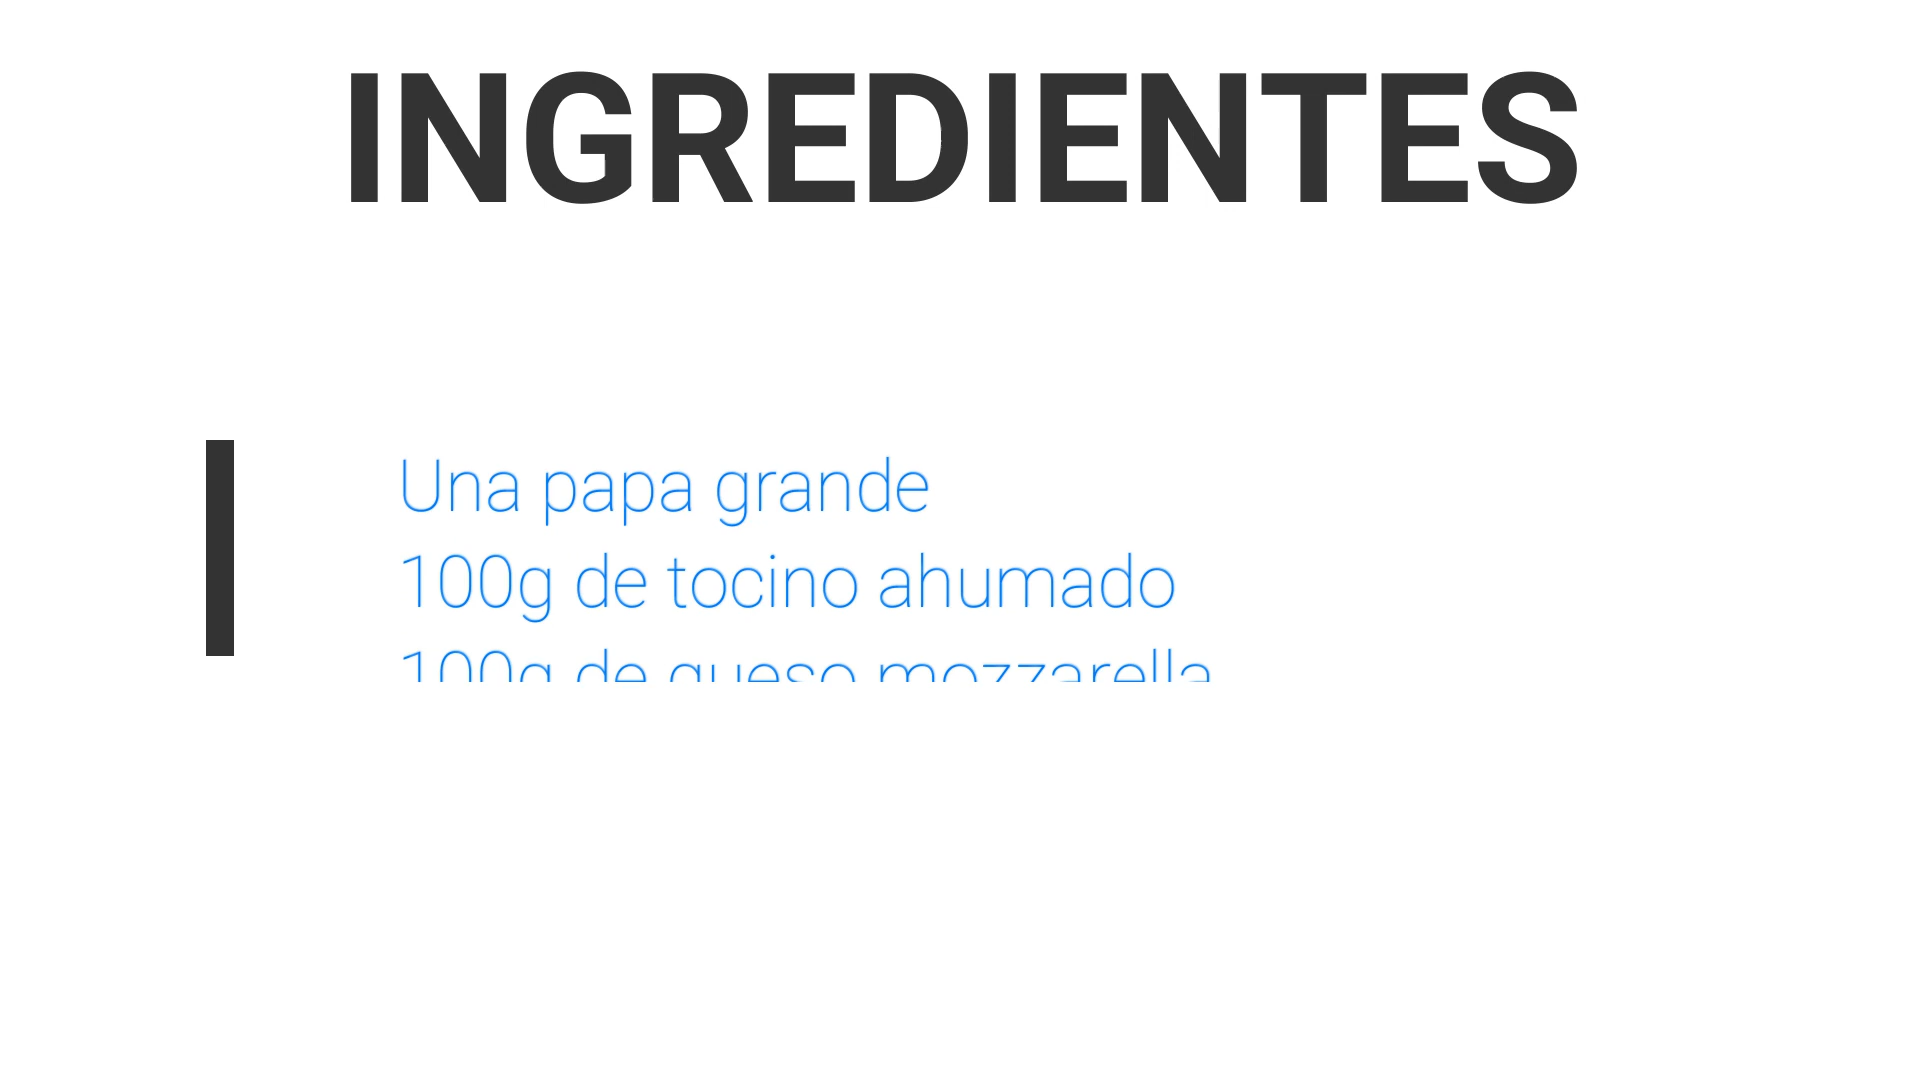 INGREDIENTES
Una papa grande
100g de tocino ahumado
100g de queso mozzarella